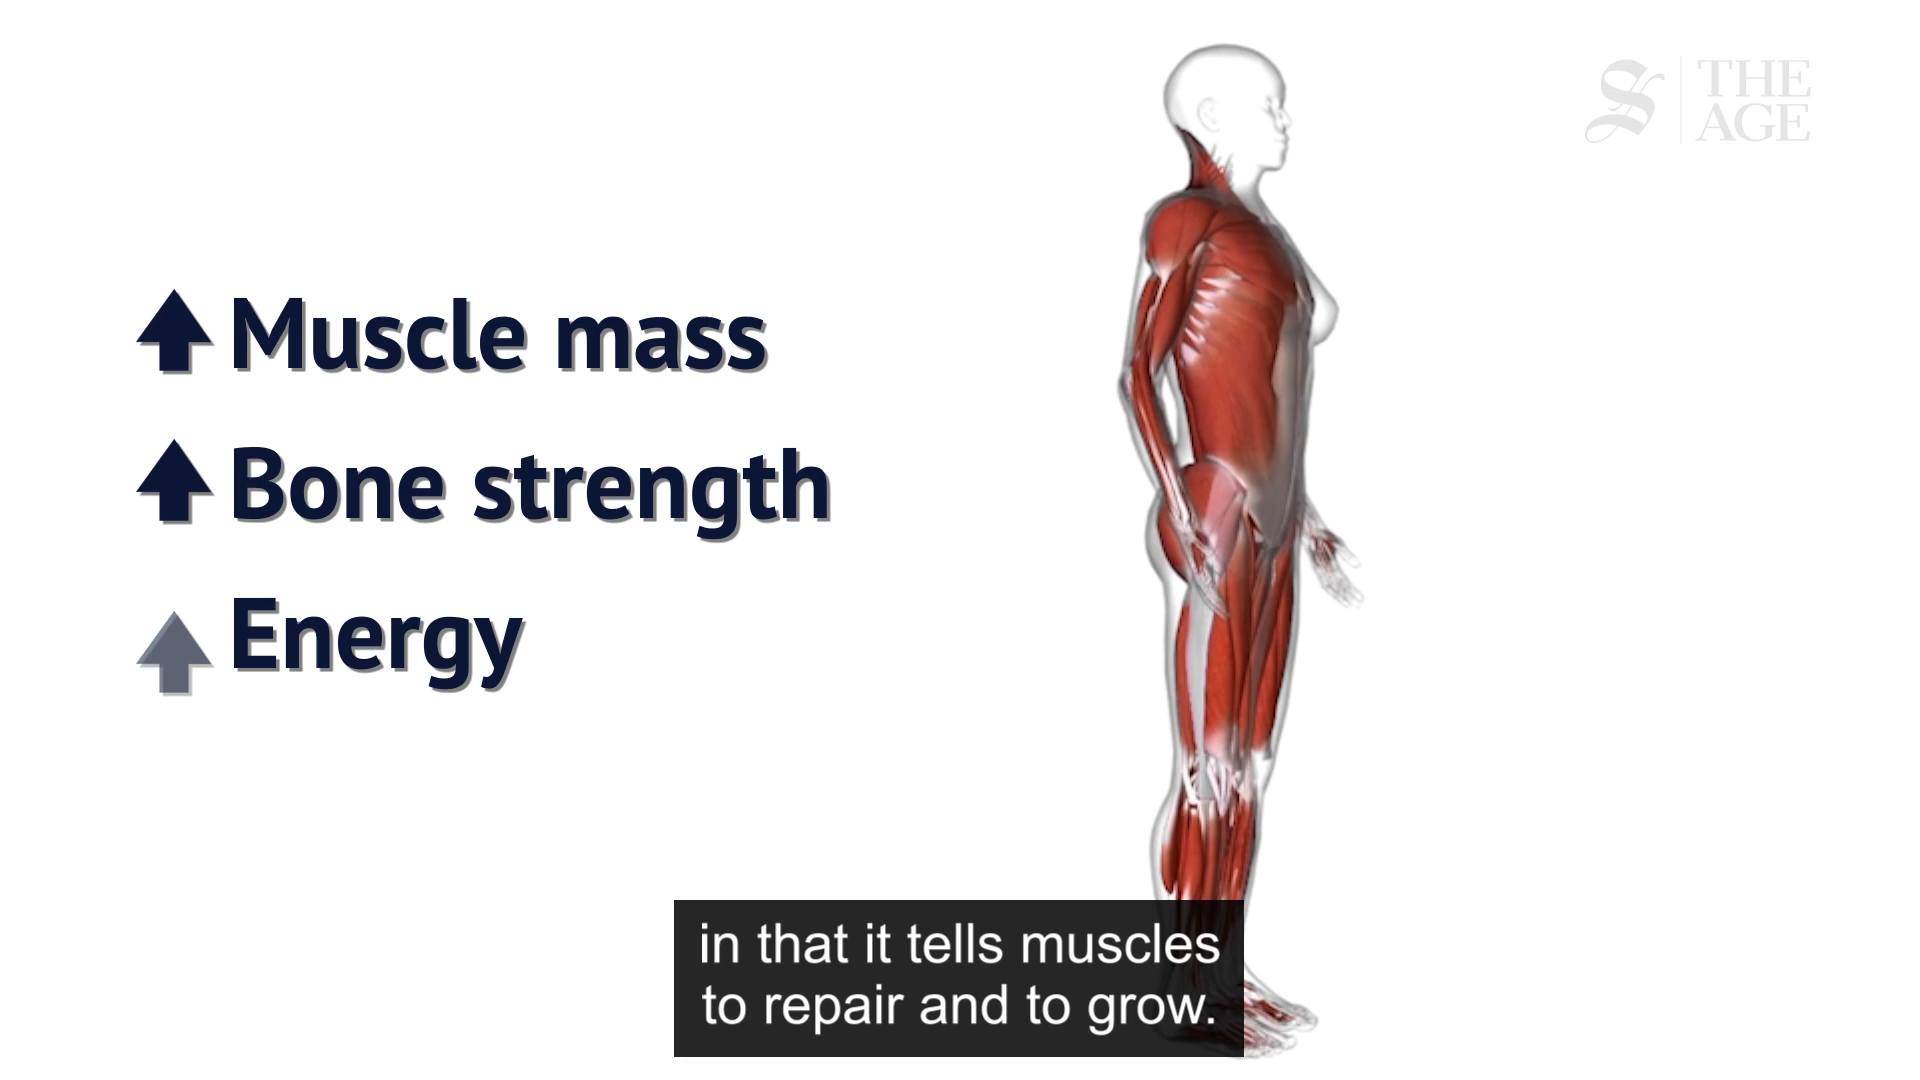 S
THE
AGE
Muscle mass
Bone strength
Energy
in that it tells muscles
to repair and to grow.